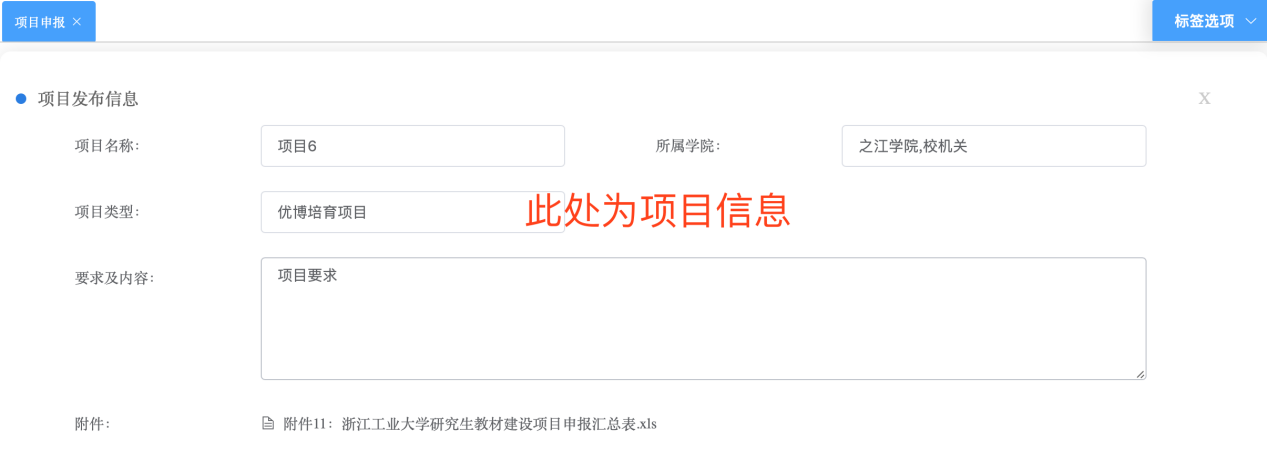 项目申报 ×
标签选项
项目发布信息
X
项目名称:
项目6
所属学院:
之江学院,校机关
项目类型:
优博培育项目
此处为项目信息
要求及内容:
项目要求
附件:
附件11：浙江工业大学研究生教材建设项目申报汇总表.xls